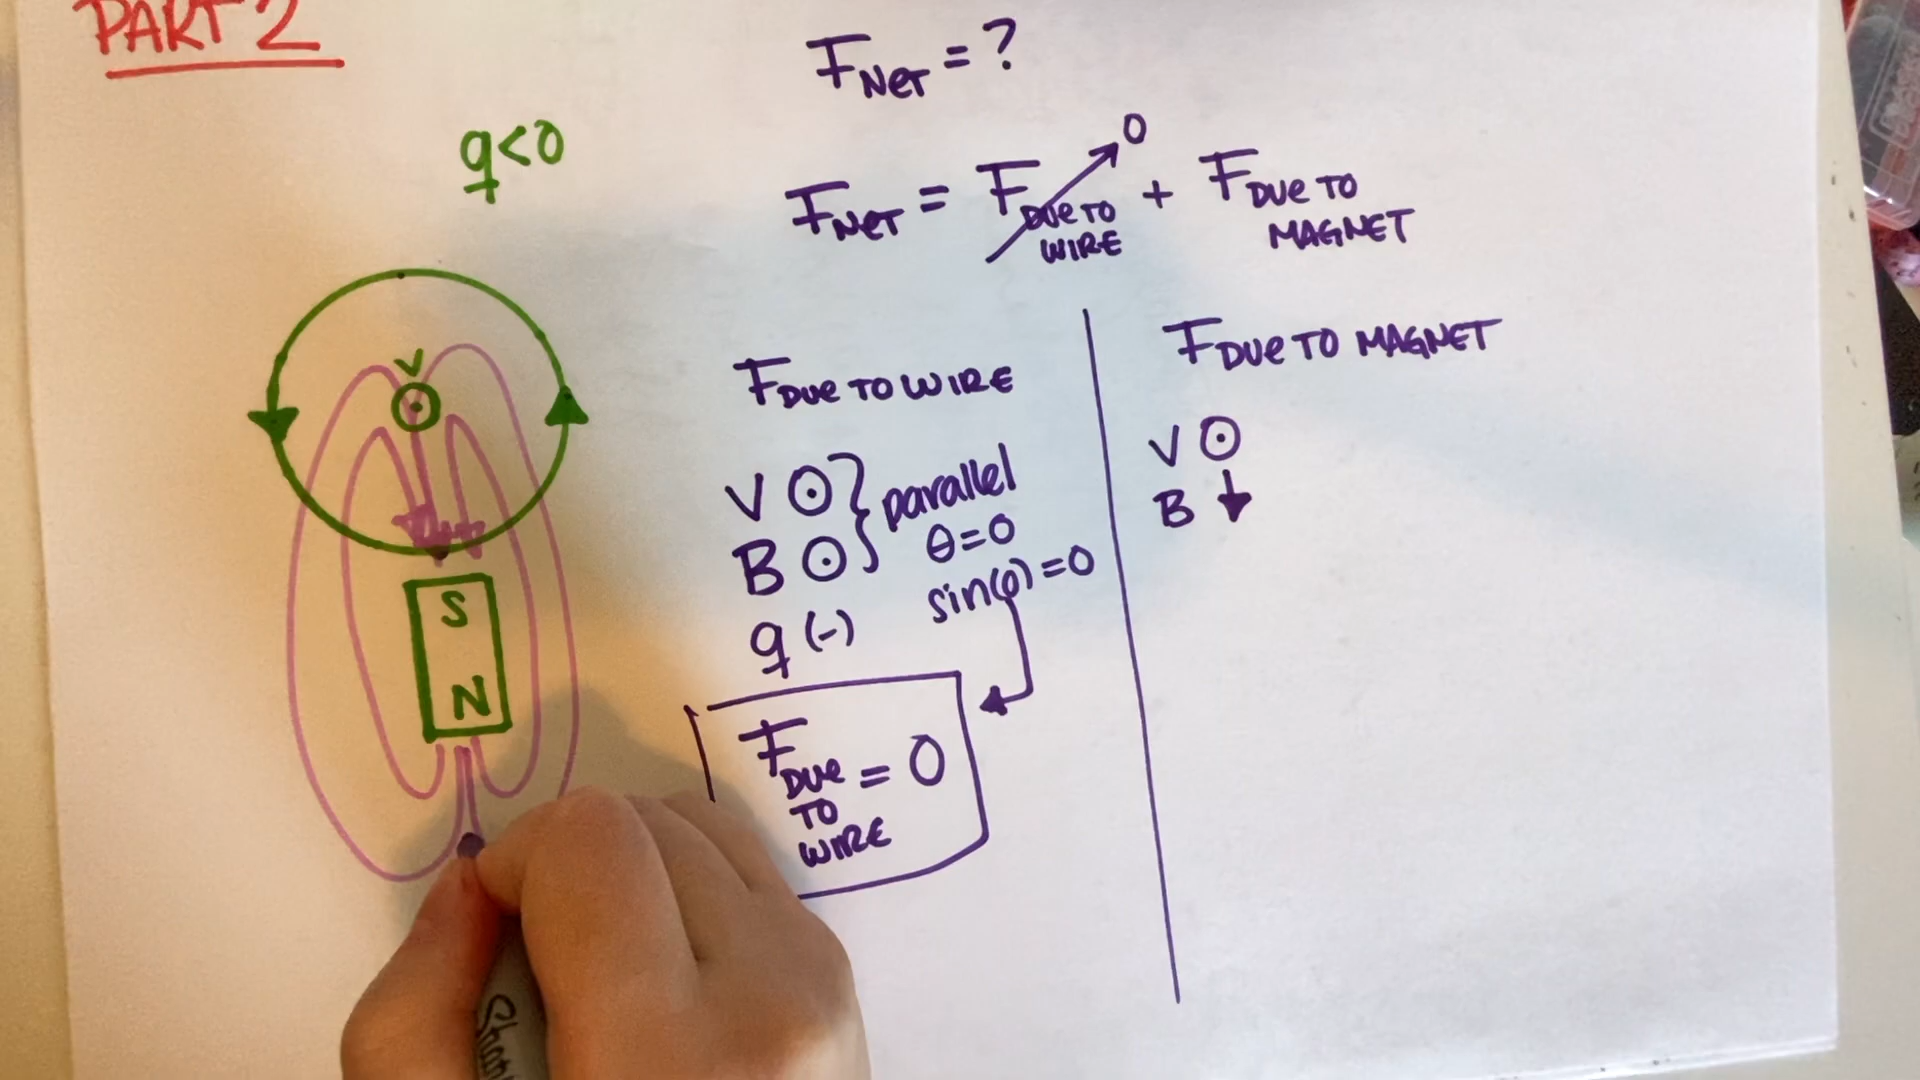 PART 2
F_Net = ?
q<0
F_Net = F_DUE TO WIRE ↗ 0 + F_DUE TO MAGNET
V
S
N
F_DUE TO WIRE
V ⊙ } parallel
B ⊙ θ=0
q (-) sin(0)=0
F_DUE TO WIRE = 0
F_DUE TO MAGNET
V ⊙
B ↓